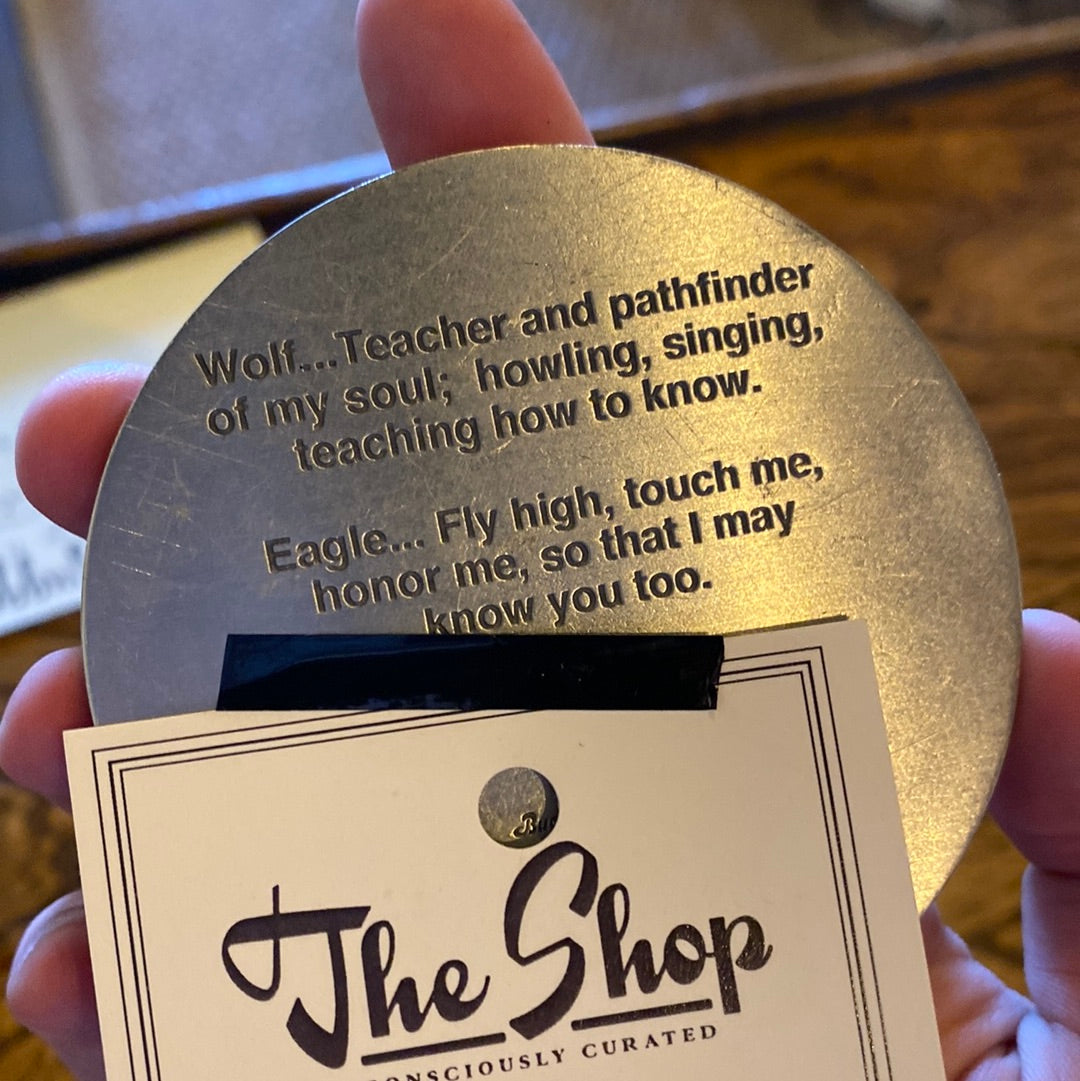 Wolf...Teacher and pathfinder
of my soul; howling, singing,
teaching how to know.
Eagle... Fly high, touch me,
honor me, so that I may
know you too.
The Shop
CONSCIOUSLY CURATED